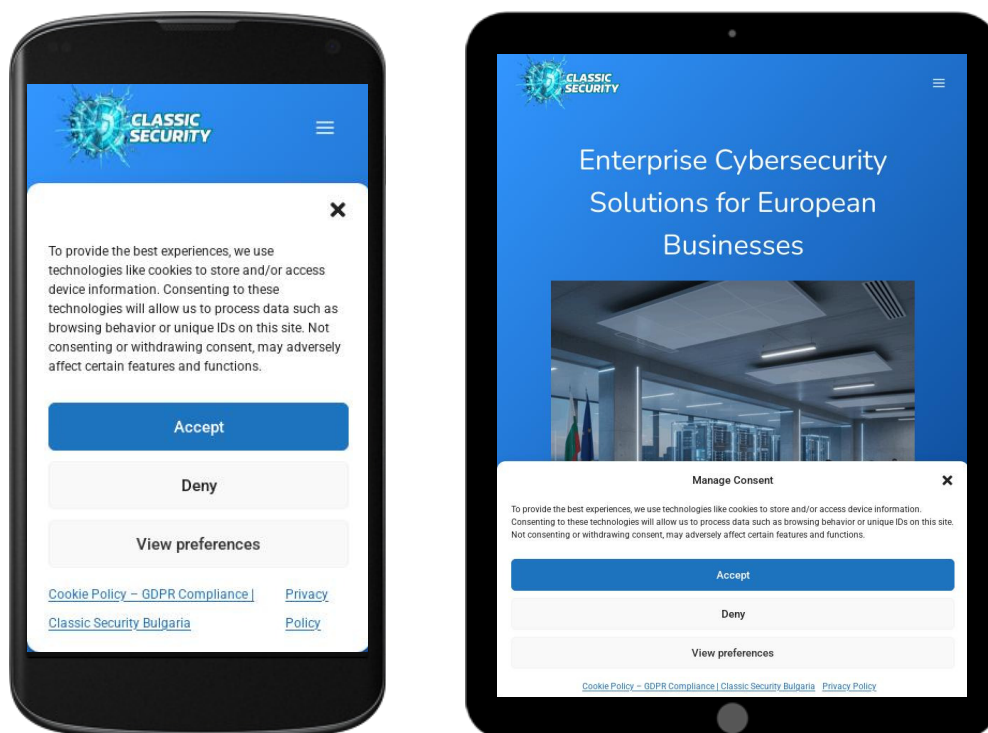 CLASSIC
SECURITY
To provide the best experiences, we use
technologies like cookies to store and/or access
device information. Consenting to these
technologies will allow us to process data such as
browsing behavior or unique IDs on this site. Not
consenting or withdrawing consent, may adversely
affect certain features and functions.
Accept
Deny
View preferences
Cookie Policy – GDPR Compliance | Privacy
Classic Security Bulgaria Policy
CLASSIC
SECURITY
Enterprise Cybersecurity
Solutions for European
Businesses
Manage Consent
To provide the best experiences, we use technologies like cookies to store and/or access device information.
Consenting to these technologies will allow us to process data such as browsing behavior or unique IDs on this site.
Not consenting or withdrawing consent, may adversely affect certain features and functions.
Accept
Deny
View preferences
Cookie Policy – GDPR Compliance | Classic Security Bulgaria Privacy Policy